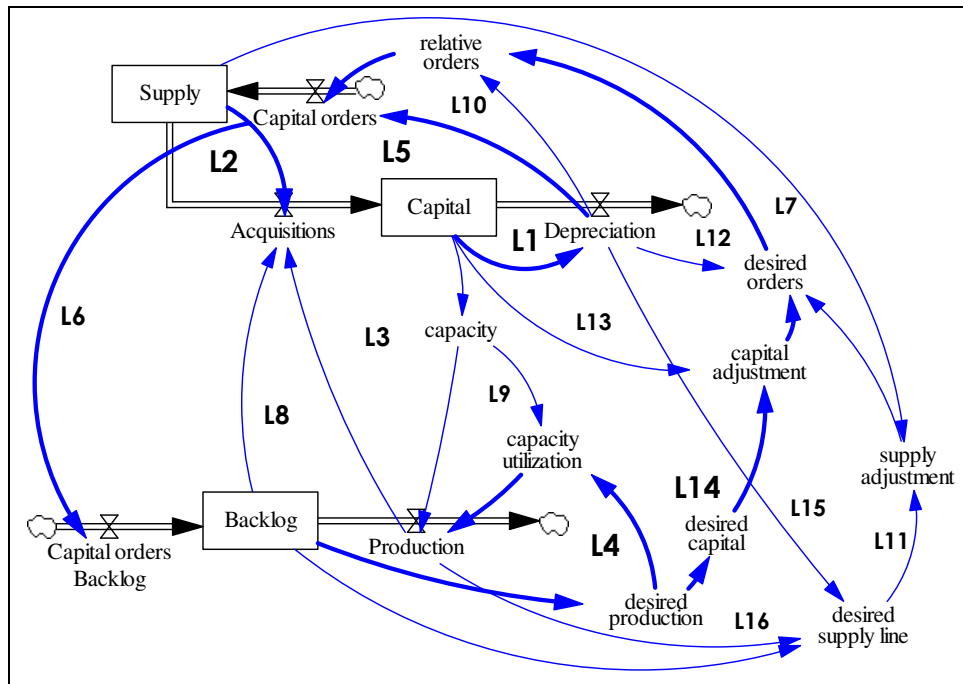 relative
orders
Supply
L10
Capital orders
L2
L5
Capital
L7
Acquisitions
L1
Depreciation
L12
desired
orders
L6
L3
capacity
L13
capital
adjustment
L9
L8
capacity
utilization
supply
adjustment
L14
L15
Backlog
Production
desired
capital
L4
L11
Capital orders
Backlog
desired
production
L16
desired
supply line